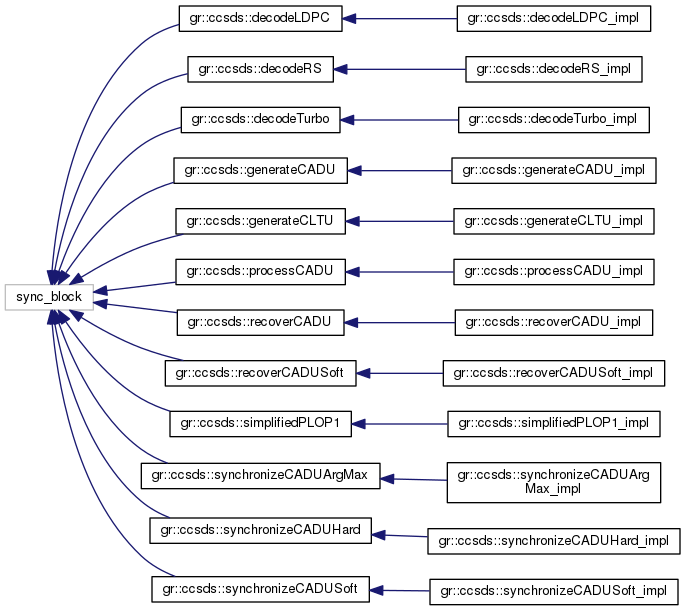 gr::ccsds::decodeLDPC
gr::ccsds::decodeLDPC_impl
gr::ccsds::decodeRS
gr::ccsds::decodeRS_impl
gr::ccsds::decodeTurbo
gr::ccsds::decodeTurbo_impl
gr::ccsds::generateCADU
gr::ccsds::generateCADU_impl
gr::ccsds::generateCLTU
gr::ccsds::generateCLTU_impl
gr::ccsds::processCADU
gr::ccsds::processCADU_impl
sync_block
gr::ccsds::recoverCADU
gr::ccsds::recoverCADU_impl
gr::ccsds::recoverCADUSoft
gr::ccsds::recoverCADUSoft_impl
gr::ccsds::simplifiedPLOP1
gr::ccsds::simplifiedPLOP1_impl
gr::ccsds::synchronizeCADUArgMax
gr::ccsds::synchronizeCADUArg
Max_impl
gr::ccsds::synchronizeCADUHard
gr::ccsds::synchronizeCADUHard_impl
gr::ccsds::synchronizeCADUSoft
gr::ccsds::synchronizeCADUSoft_impl